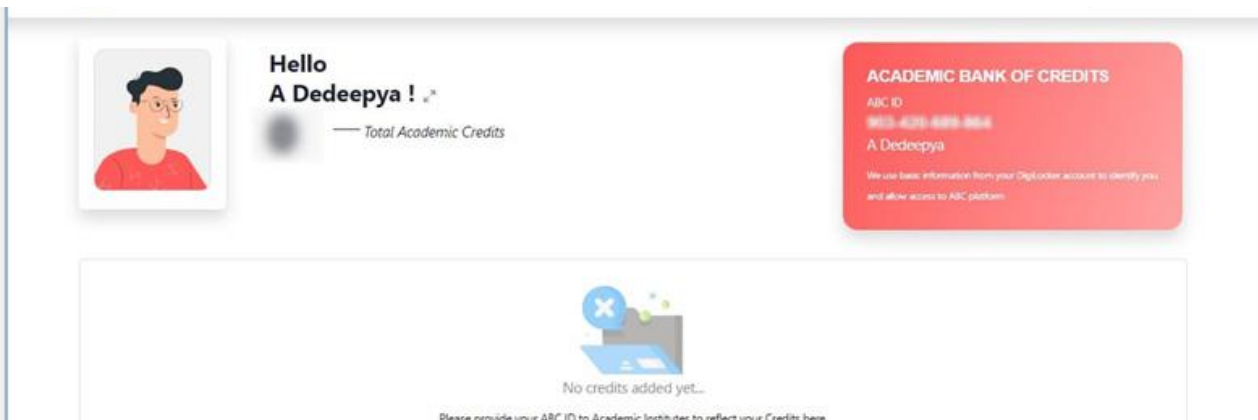 Hello
A Dedeepya !
Total Academic Credits
ACADEMIC BANK OF CREDITS
ABC ID
A Dedeepya
We use basic information from your DigiLocker account to identify you
and allow access to ABC platform
No credits added yet...
Please provide your ABC ID to Academic Institutes to reflect your Credits here